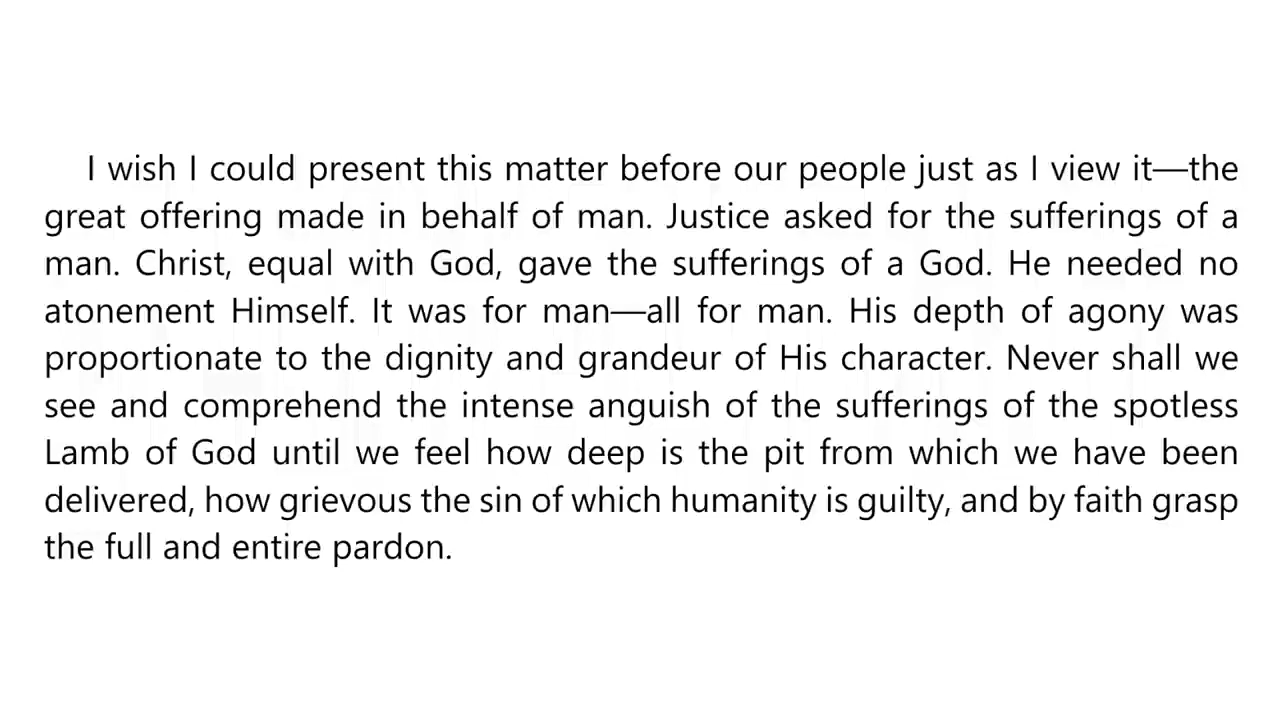 I wish I could present this matter before our people just as I view it—the
great offering made in behalf of man. Justice asked for the sufferings of a
man. Christ, equal with God, gave the sufferings of a God. He needed no
atonement Himself. It was for man—all for man. His depth of agony was
proportionate to the dignity and grandeur of His character. Never shall we
see and comprehend the intense anguish of the sufferings of the spotless
Lamb of God until we feel how deep is the pit from which we have been
delivered, how grievous the sin of which humanity is guilty, and by faith grasp
the full and entire pardon.